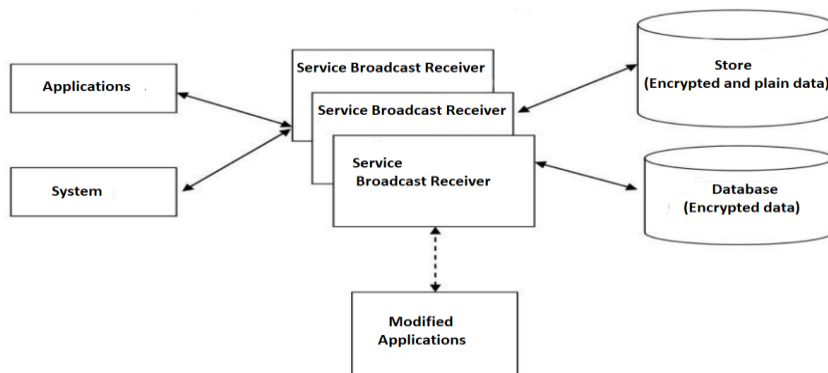 Applications
System
Service Broadcast Receiver
Service Broadcast Receiver
Service
Broadcast Receiver
Store
(Encrypted and plain data)
Database
(Encrypted data)
Modified
Applications